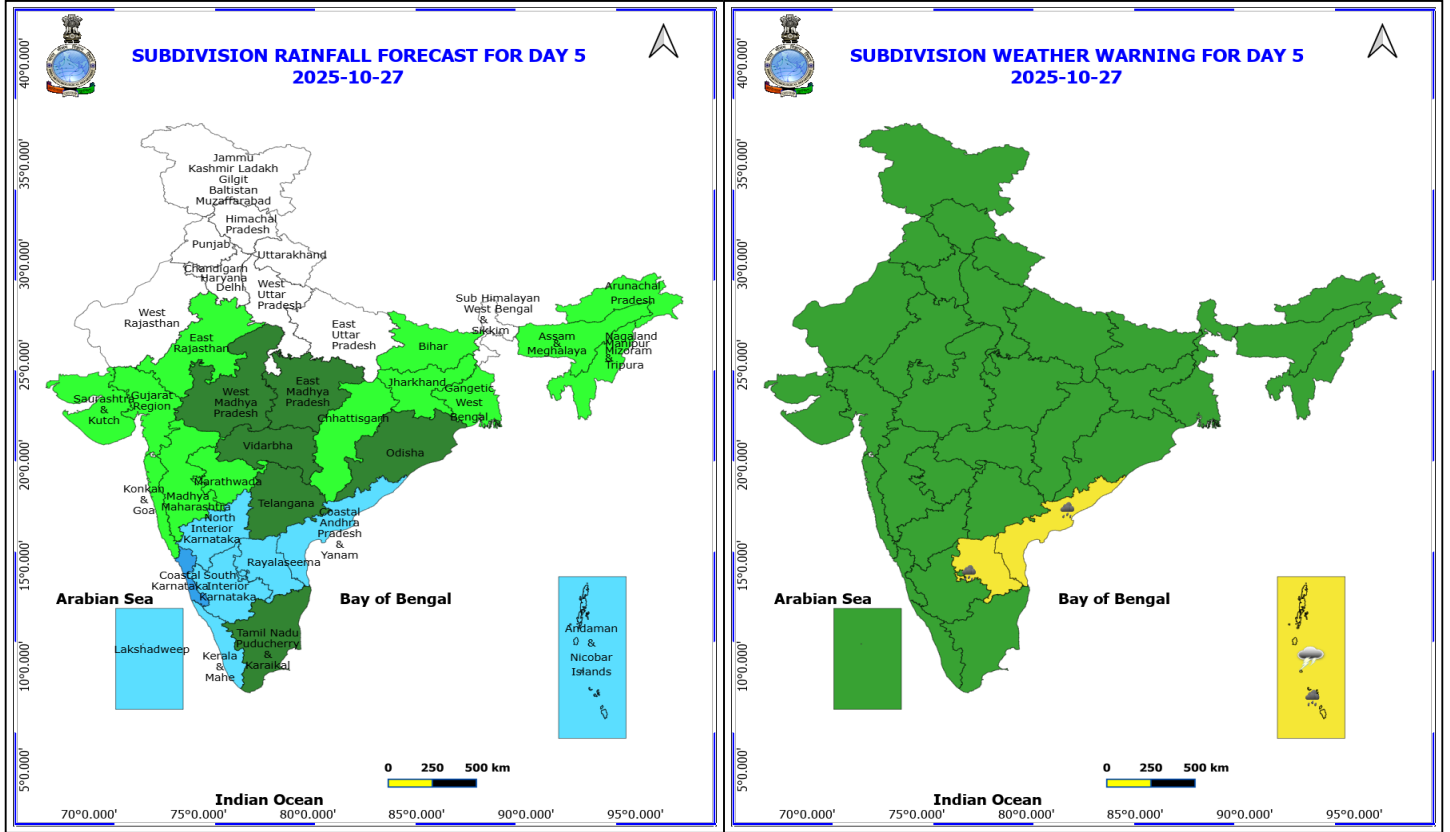 SUBDIVISION RAINFALL FORECAST FOR DAY 5
2025-10-27
40°0.000'
35°0.000'
30°0.000'
25°0.000'
20°0.000'
15°0.000'
10°0.000'
5°0.000'
Jammu
Kashmir Ladakh
Gilgit
Baltistan
Muzaffarabad
Himachal
Pradesh
Punjab
Uttarakhand
Chandigarh
Haryana
Delhi
West
Uttar
Pradesh
West
Rajasthan
East
Uttar
Pradesh
East
Rajasthan
Sub Himalayan
West Bengal
&
Sikkim
Arunachal
Pradesh
Assam
&
Meghalaya
Nagaland
Manipur
Mizoram
&
Tripura
Bihar
Jharkhand
Gangetic
West
Bengal
Saurashtra
&
Kutch
Gujarat
Region
West
Madhya
Pradesh
East
Madhya
Pradesh
Chhattisgarh
Vidarbha
Odisha
Konkan
&
Goa
Madhya
Maharashtra
Marathwada
Telangana
North
Interior
Karnataka
Coastal
Andhra
Pradesh
&
Yanam
Rayalaseema
Coastal
Karnataka
South
Interior
Karnataka
Arabian Sea
Bay of Bengal
Lakshadweep
Kerala
&
Mahe
Tamil Nadu
Puducherry
&
Karaikal
Andaman
&
Nicobar
Islands
0 250 500 km
Indian Ocean
70°0.000' 75°0.000' 80°0.000' 85°0.000' 90°0.000' 95°0.000'
SUBDIVISION WEATHER WARNING FOR DAY 5
2025-10-27
40°0.000'
35°0.000'
30°0.000'
25°0.000'
20°0.000'
15°0.000'
10°0.000'
5°0.000'
Arabian Sea
Bay of Bengal
0 250 500 km
Indian Ocean
70°0.000' 75°0.000' 80°0.000' 85°0.000' 90°0.000' 95°0.000'